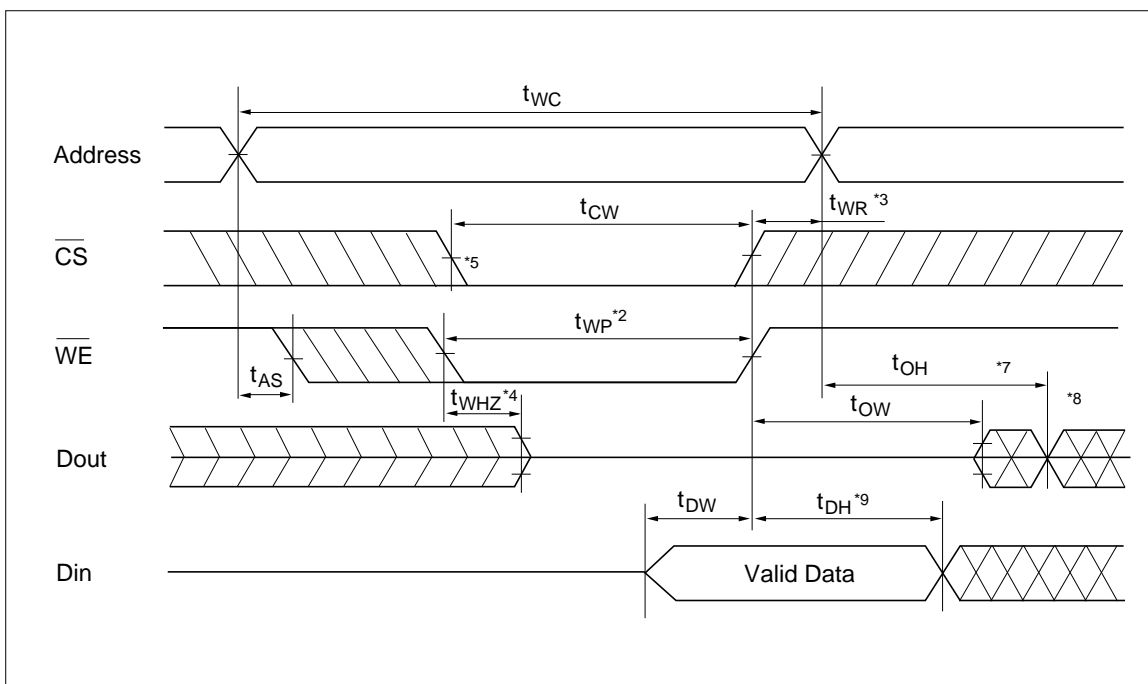 tWC
Address
tCW
tWR *3
CS
*5
WE
tWP *2
tAS
tWHZ *4
tOH *7
tOW
*8
Dout
tDW
tDH *9
Din
Valid Data